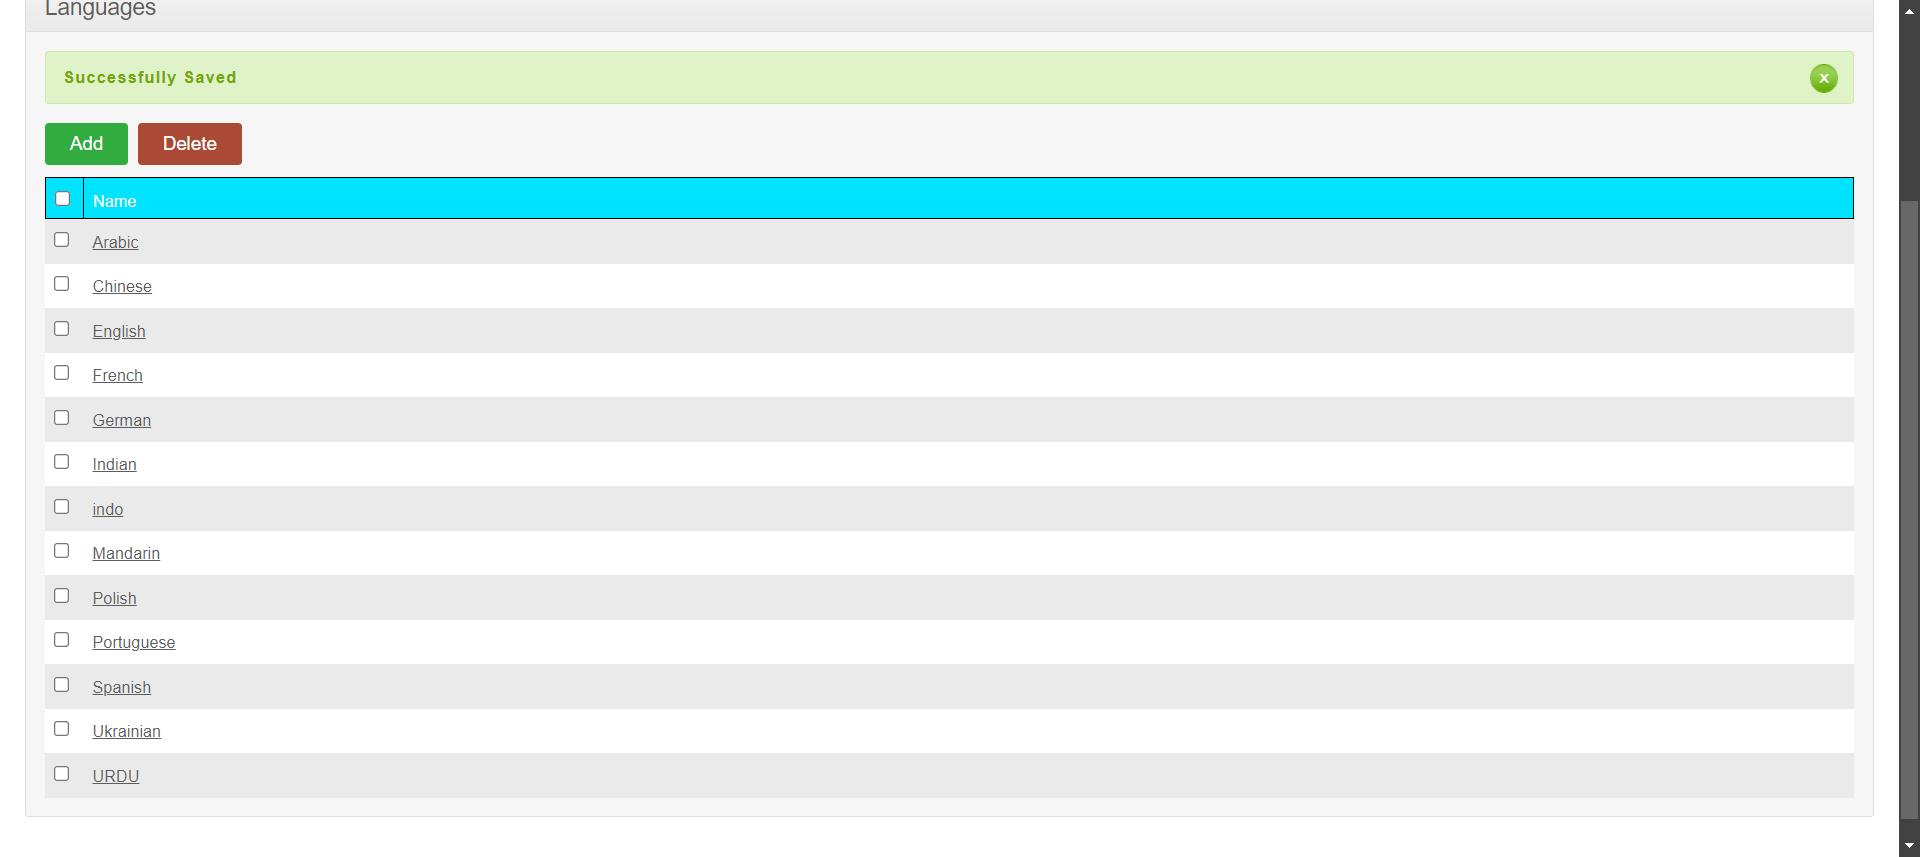 Languages
Successfully Saved
x
Add Delete
Name
Arabic
Chinese
English
French
German
Indian
indo
Mandarin
Polish
Portuguese
Spanish
Ukrainian
URDU